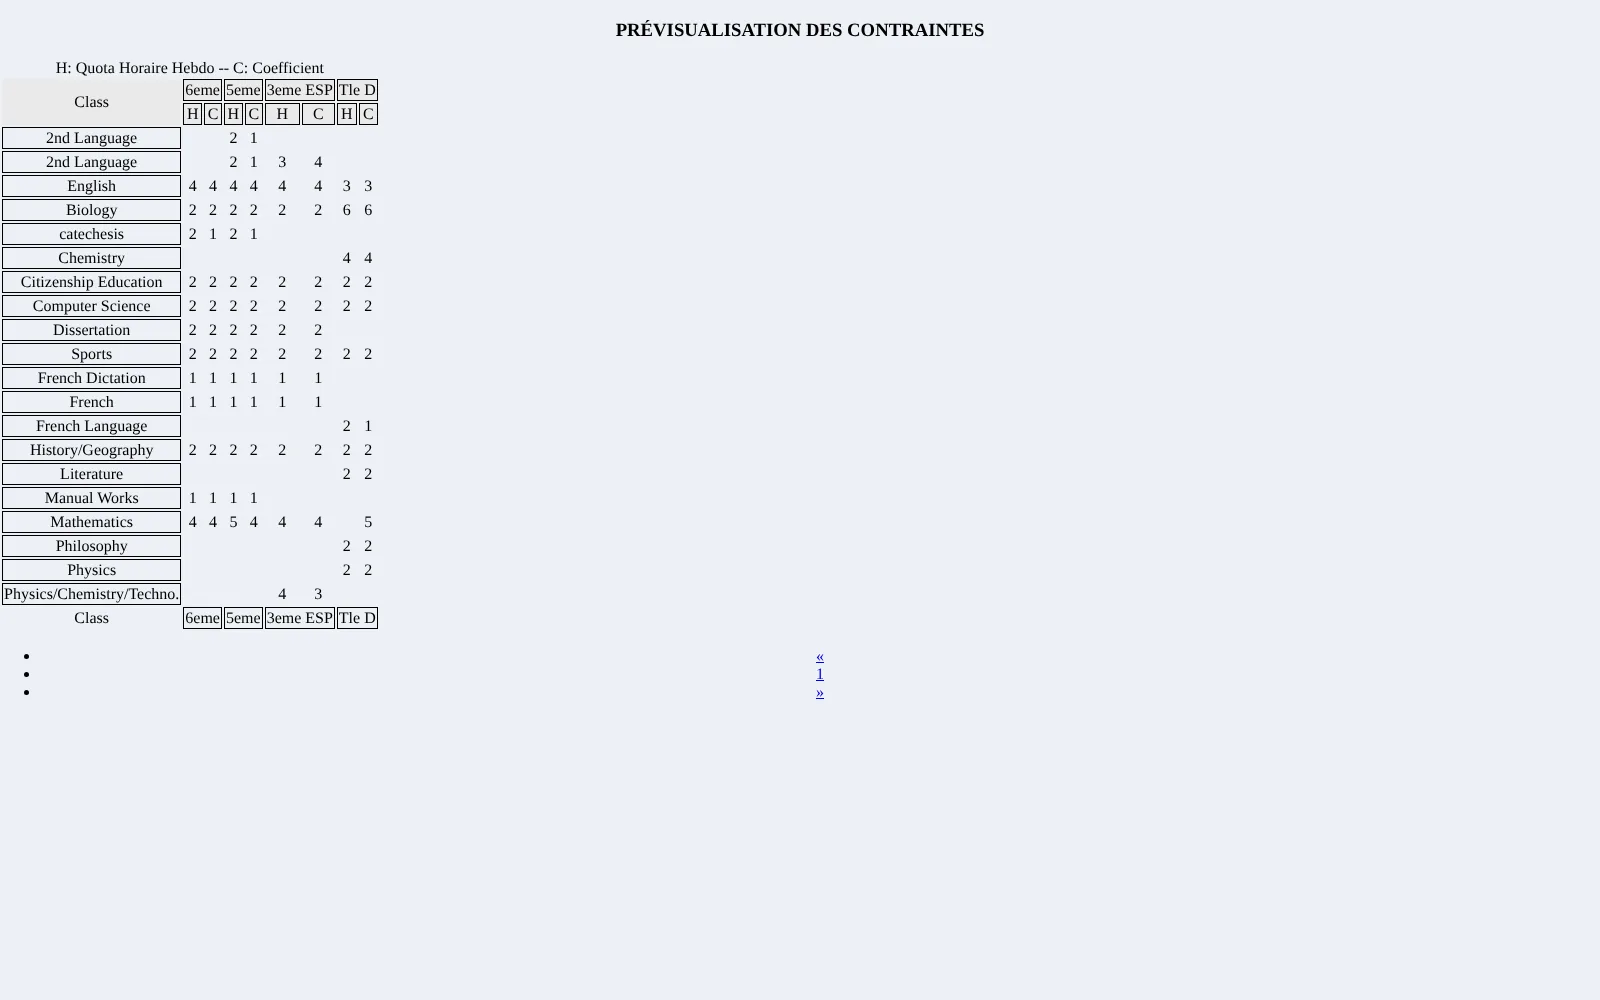 PRÉVISUALISATION DES CONTRAINTES
H: Quota Horaire Hebdo -- C: Coefficient
Class 6eme 5eme 3eme ESP Tle D
H C H C H C H C
2nd Language 2 1
2nd Language 2 1 3 4
English 4 4 4 4 4 4 3 3
Biology 2 2 2 2 2 2 6 6
catechesis 2 1 2 1
Chemistry 4 4
Citizenship Education 2 2 2 2 2 2 2 2
Computer Science 2 2 2 2 2 2 2 2
Dissertation 2 2 2 2 2 2
Sports 2 2 2 2 2 2 2 2
French Dictation 1 1 1 1 1 1
French 1 1 1 1 1 1
French Language 2 1
History/Geography 2 2 2 2 2 2 2 2
Literature 2 2
Manual Works 1 1 1 1
Mathematics 4 4 5 4 4 4 5
Philosophy 2 2
Physics 2 2
Physics/Chemistry/Techno. 4 3
Class 6eme 5eme 3eme ESP Tle D
«
1
»